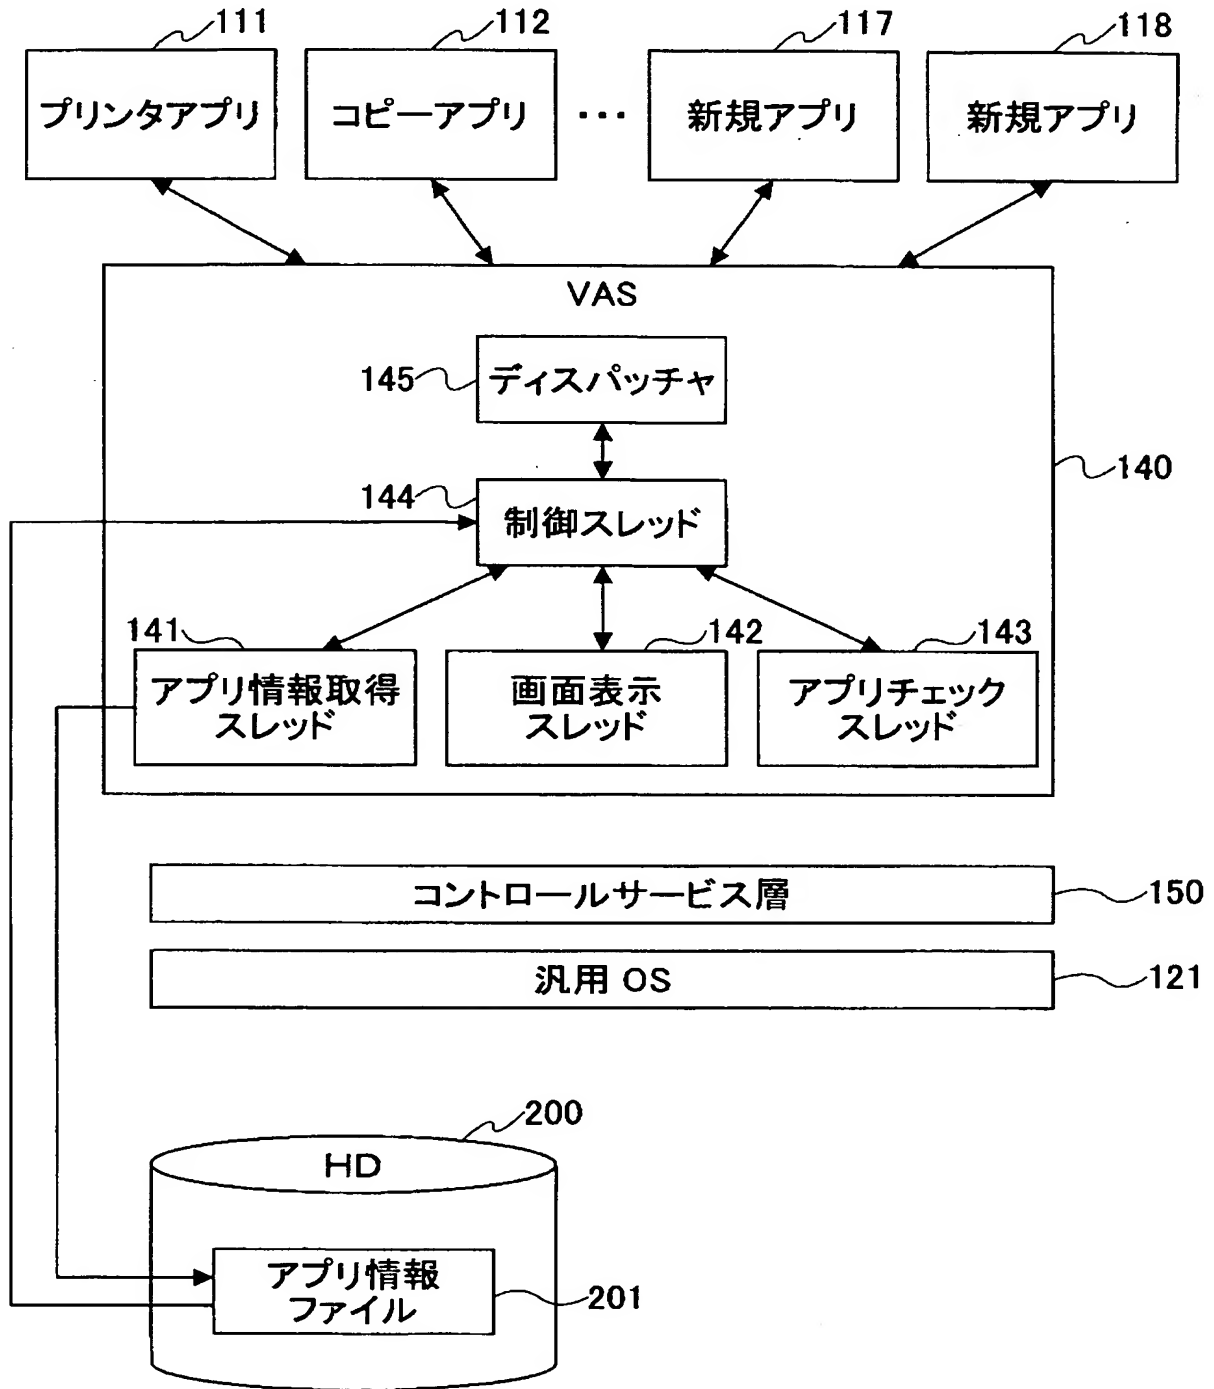 111
112
117
118
プリンタアプリ
コピーアプリ
・・・
新規アプリ
新規アプリ
VAS
145
ディスパッチャ
140
144
制御スレッド
141
142
143
アプリ情報取得
スレッド
画面表示
スレッド
アプリチェック
スレッド
コントロールサービス層
150
汎用 OS
121
200
HD
アプリ情報
ファイル
201